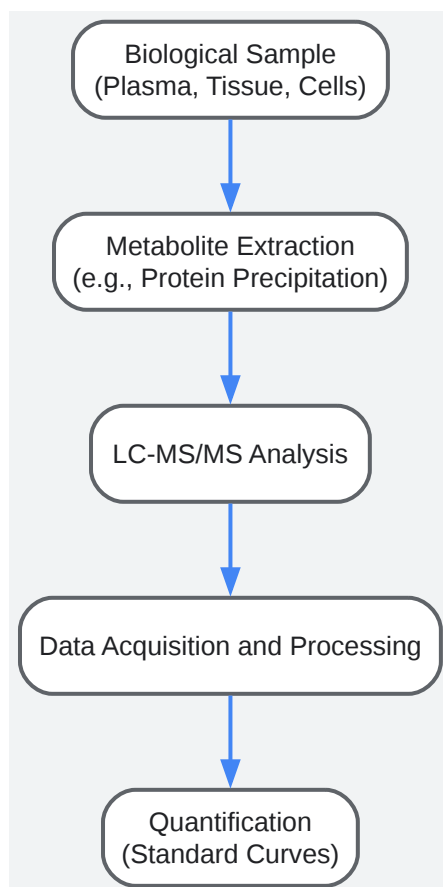 Biological Sample
(Plasma, Tissue, Cells)
Metabolite Extraction
(e.g., Protein Precipitation)
LC-MS/MS Analysis
Data Acquisition and Processing
Quantification
(Standard Curves)